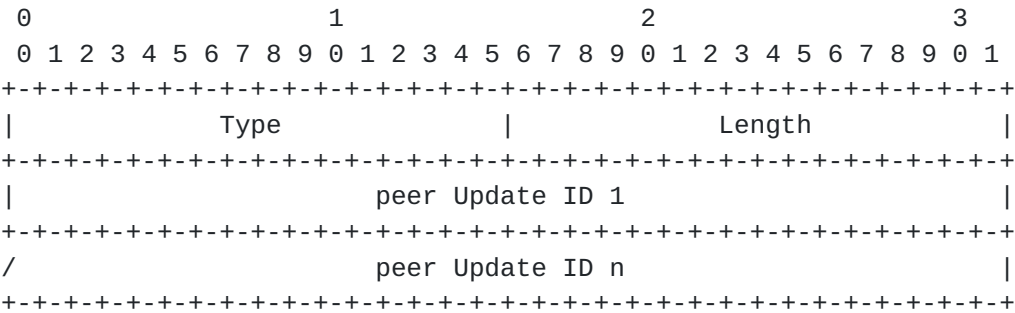 0                   1                   2                   3
 0 1 2 3 4 5 6 7 8 9 0 1 2 3 4 5 6 7 8 9 0 1 2 3 4 5 6 7 8 9 0 1
+-+-+-+-+-+-+-+-+-+-+-+-+-+-+-+-+-+-+-+-+-+-+-+-+-+-+-+-+-+-+-+-+
|             Type              |             Length            |
+-+-+-+-+-+-+-+-+-+-+-+-+-+-+-+-+-+-+-+-+-+-+-+-+-+-+-+-+-+-+-+-+
|                       peer Update ID 1                        |
+-+-+-+-+-+-+-+-+-+-+-+-+-+-+-+-+-+-+-+-+-+-+-+-+-+-+-+-+-+-+-+-+
/                       peer Update ID n                        |
+-+-+-+-+-+-+-+-+-+-+-+-+-+-+-+-+-+-+-+-+-+-+-+-+-+-+-+-+-+-+-+-+